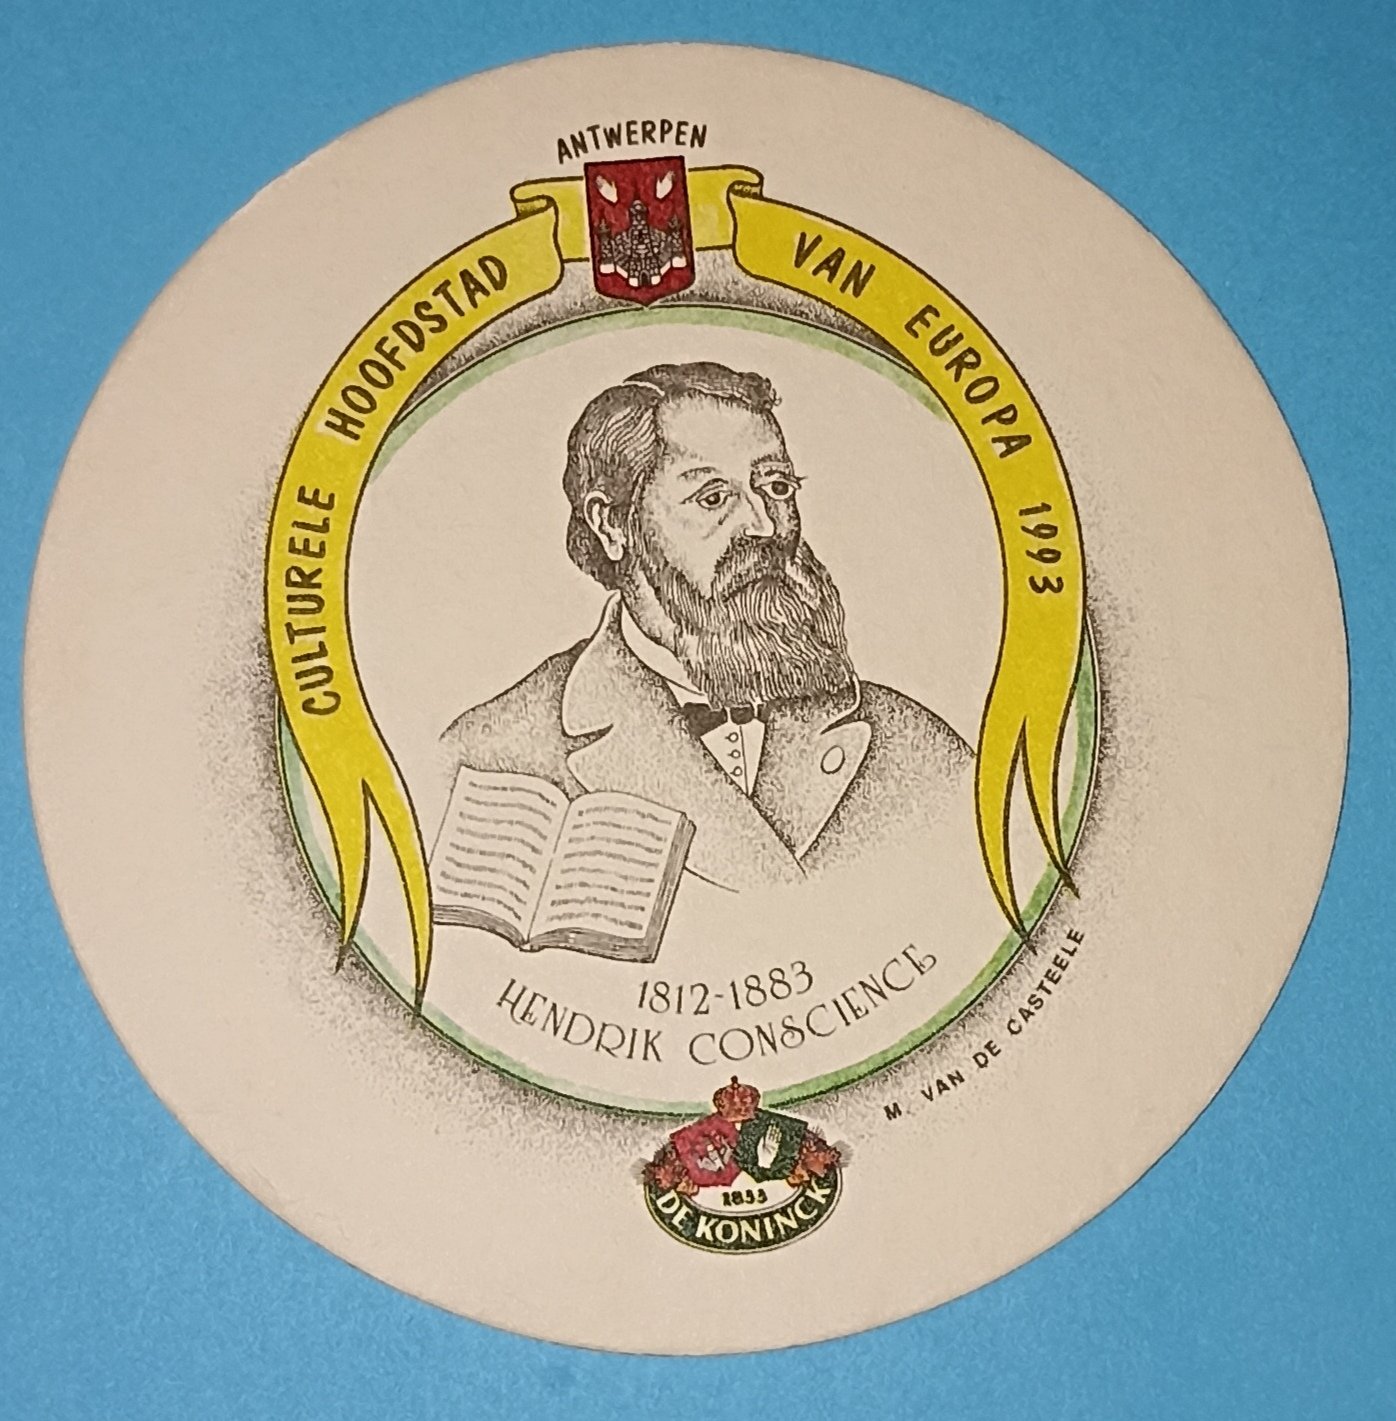 ANTWERPEN
CULTURELE HOOFDSTAD VAN EUROPA 1993
1812-1883
HENDRIK CONSCIENCE
M. VAN DE CASTEELE
1833
DE KONINCK